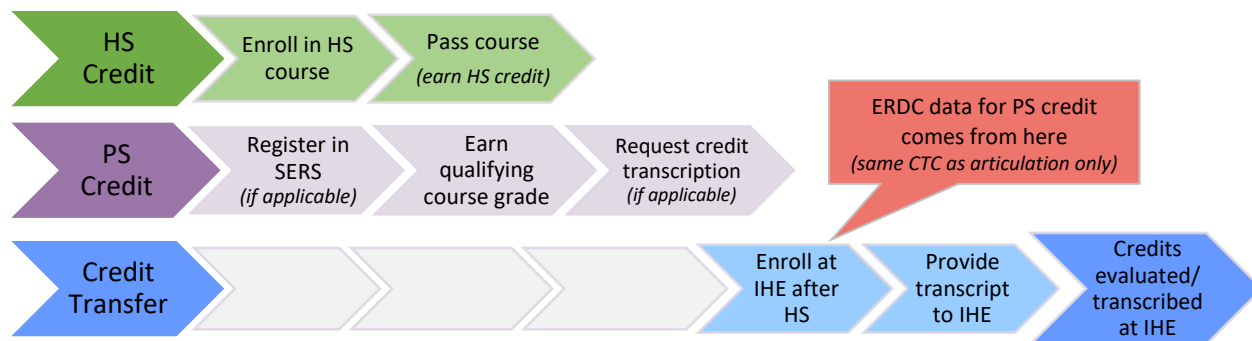 HS
Credit
Enroll in HS
course
Pass course
(earn HS credit)
ERDC data for PS credit
comes from here
(same CTC as articulation only)
PS
Credit
Register in
SERS
(if applicable)
Earn
qualifying
course grade
Request credit
transcription
(if applicable)
Credit
Transfer
Enroll at
IHE after
HS
Provide
transcript
to IHE
Credits
evaluated/
transcribed
at IHE